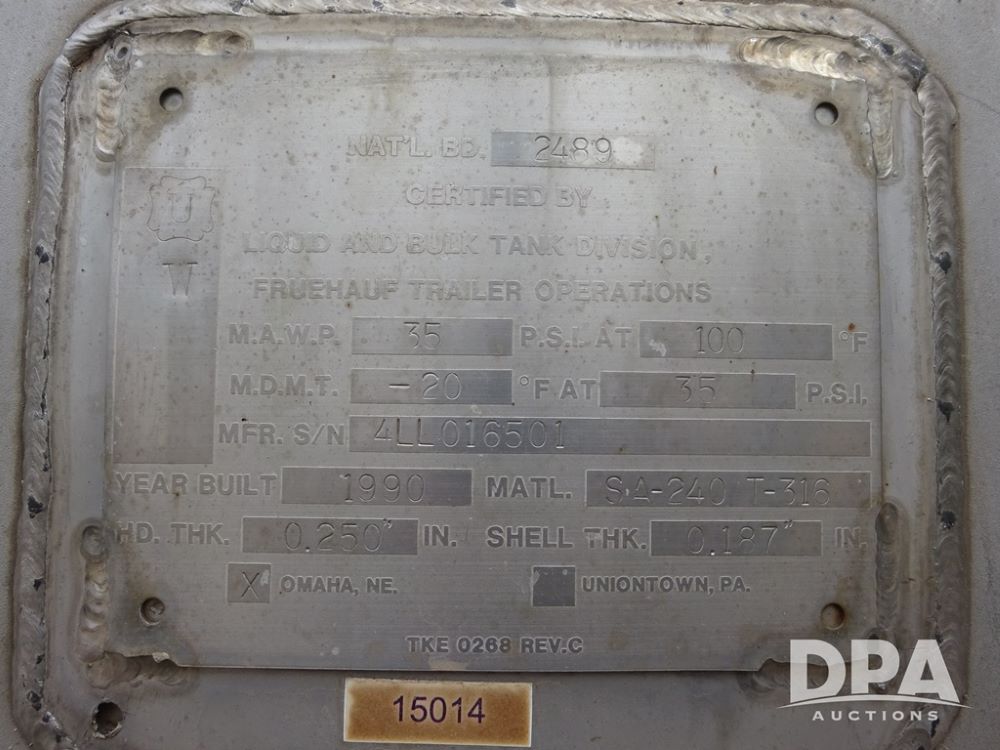 NAT'L. BD. 2489
CERTIFIED BY
LIQUID AND BULK TANK DIVISION,
FRUEHAUF TRAILER OPERATIONS
M.A.W.P. 35 P.S.I. AT 100 °F
M.D.M.T. -20 °F AT 35 P.S.I.
MFR. S/N 4LL016501
YEAR BUILT 1990 MATL. SA-240 T-316
HD. THK. 0.250" IN. SHELL THK. 0.187" IN.
X OMAHA, NE. UNIONTOWN, PA.
TKE 0268 REV.C
15014
DPA
AUCTIONS
U
W